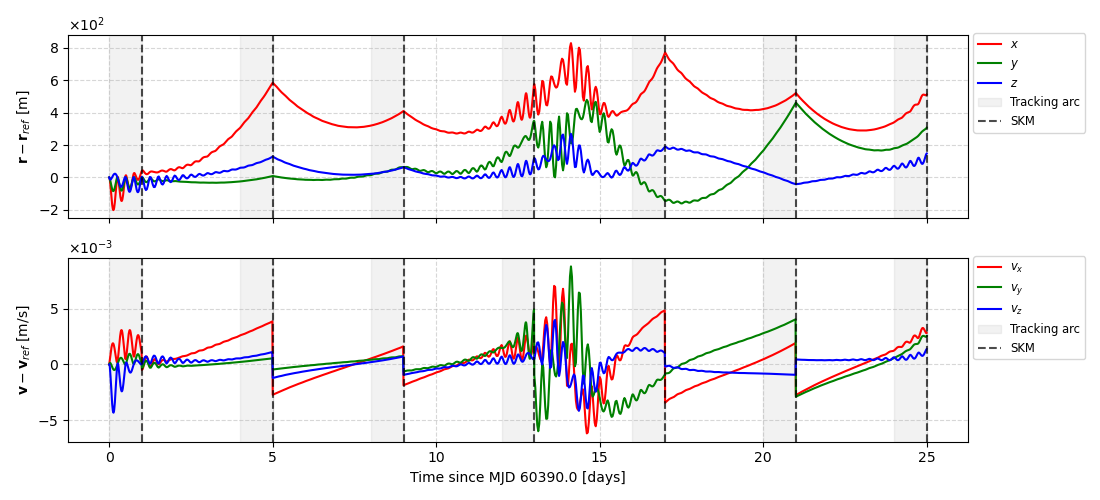 ×10²
8
6
4
2
0
−2
r − r_ref [m]
x
y
z
Tracking arc
SKM
×10⁻³
5
0
−5
v − v_ref [m/s]
v_x
v_y
v_z
Tracking arc
SKM
0 5 10 15 20 25
Time since MJD 60390.0 [days]